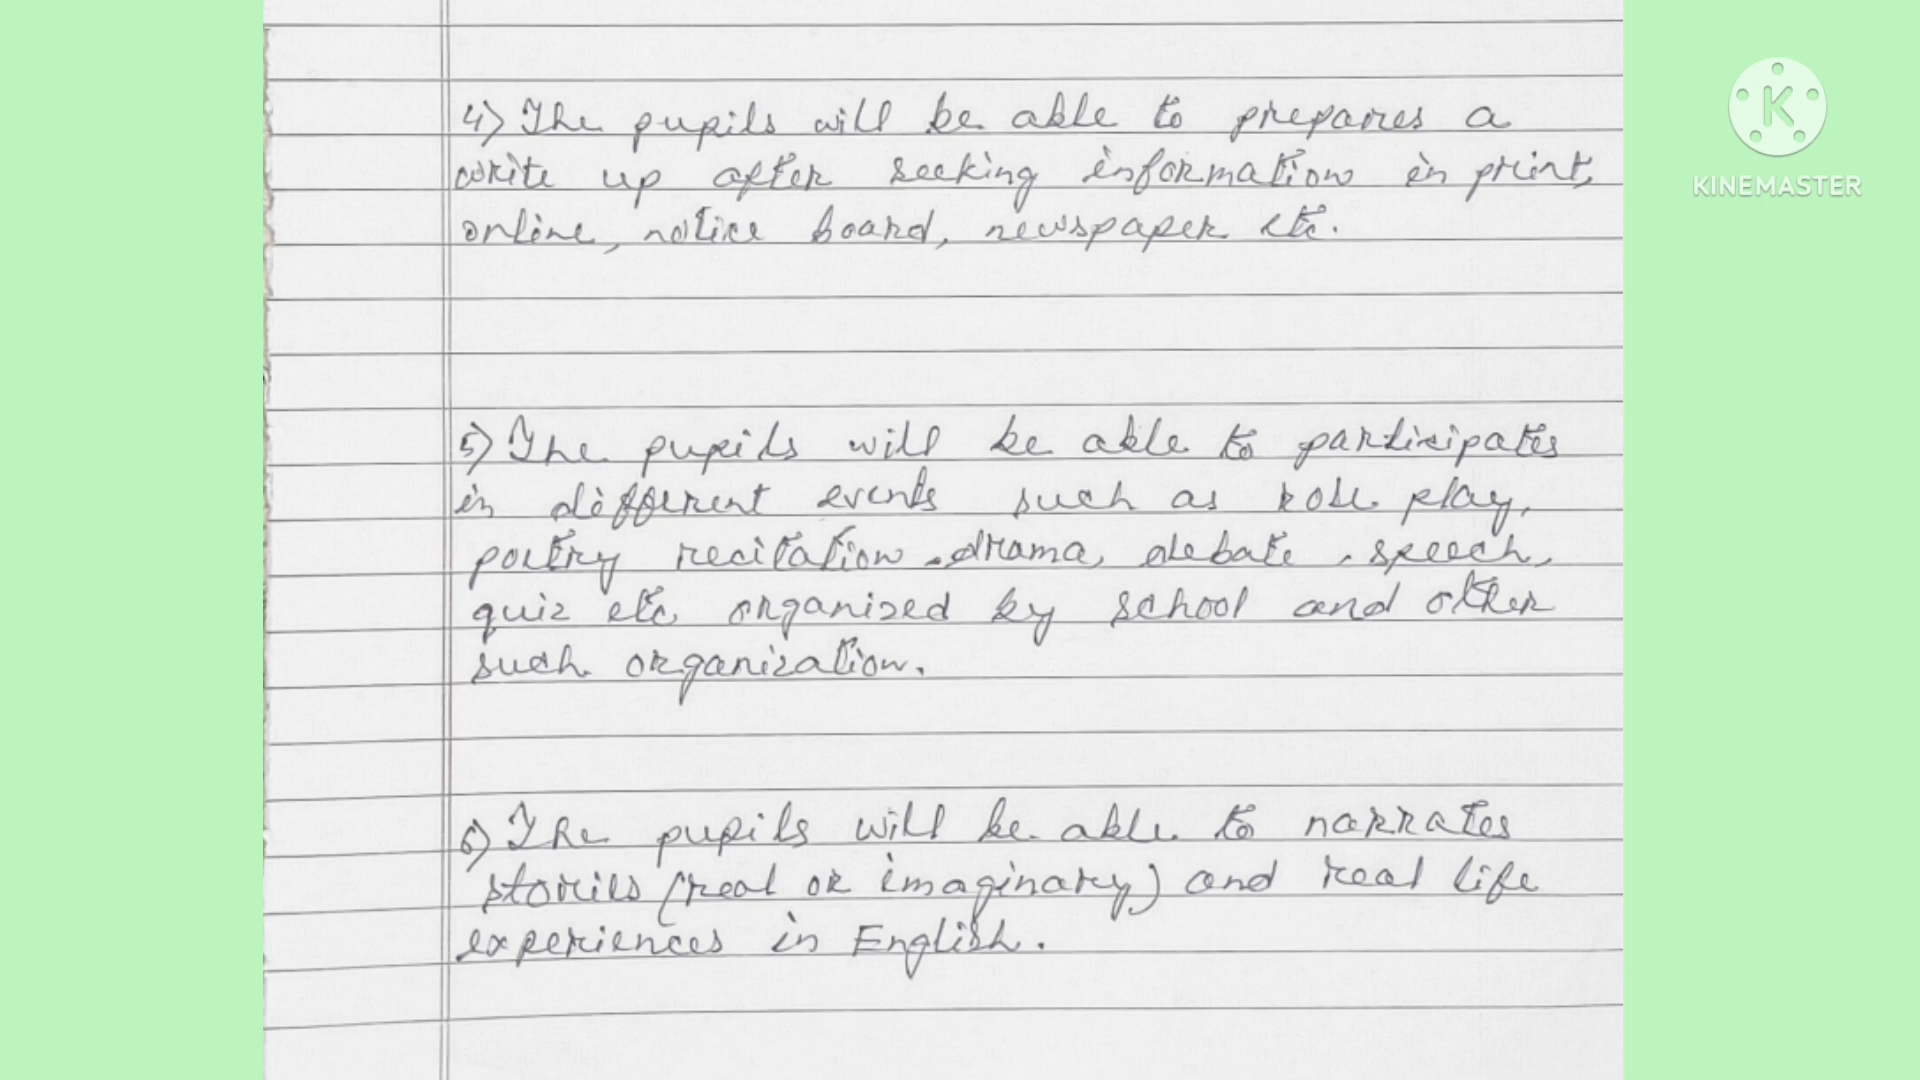 4) The pupils will be able to prepares a
write up after seeking information in print,
online, notice board, newspaper etc.
5) The pupils will be able to participates
in different events such as role play,
poetry recitation, drama, debate, speech,
quiz etc organized by school and other
such organization.
6) The pupils will be able to narrates
stories (real or imaginary) and real life
experiences in English.
KINEMASTER